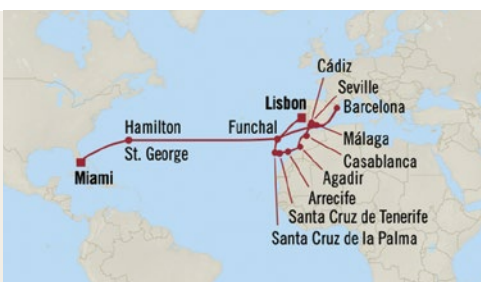 Cádiz
Seville
Lisbon
Barcelona
Hamilton
Funchal
Málaga
St. George
Casablanca
Miami
Agadir
Arrecife
Santa Cruz de Tenerife
Santa Cruz de la Palma